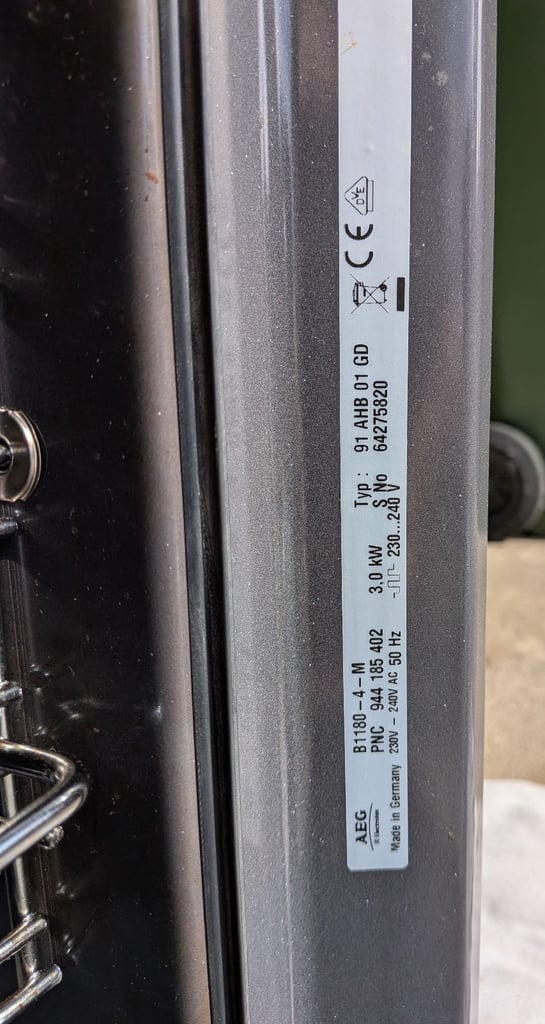 AEG
Electrolux
Made in Germany
B1180-4-M
PNC 944 185 402
230V - 240V AC 50 Hz
3,0 kW
230...240 V
Typ : 91 AHB 01 GD
S No 64275820
CE
DVE